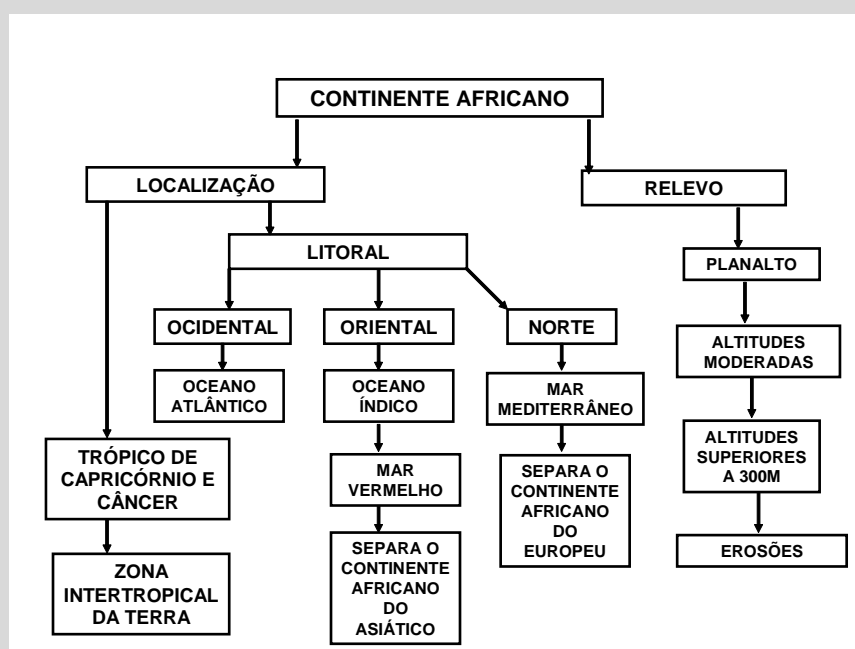 CONTINENTE AFRICANO
LOCALIZAÇÃO
RELEVO
LITORAL
PLANALTO
OCIDENTAL
ORIENTAL
NORTE
ALTITUDES
MODERADAS
OCEANO
ATLÂNTICO
OCEANO
ÍNDICO
MAR
MEDITERRÂNEO
TRÓPICO DE
CAPRICÓRNIO E
CÂNCER
MAR
VERMELHO
SEPARA O
CONTINENTE
AFRICANO
DO
EUROPEU
ALTITUDES
SUPERIORES
A 300M
ZONA
INTERTROPICAL
DA TERRA
SEPARA O
CONTINENTE
AFRICANO
DO
ASIÁTICO
EROSÕES